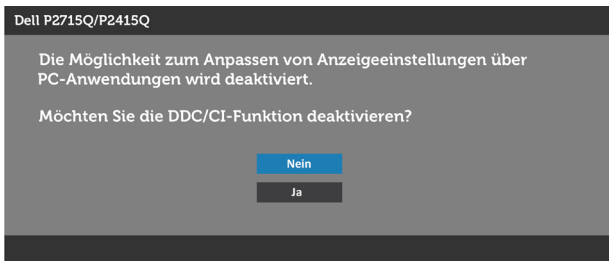 Dell P2715Q/P2415Q
Die Möglichkeit zum Anpassen von Anzeigeeinstellungen über
PC-Anwendungen wird deaktiviert.
Möchten Sie die DDC/CI-Funktion deaktivieren?
Nein
Ja